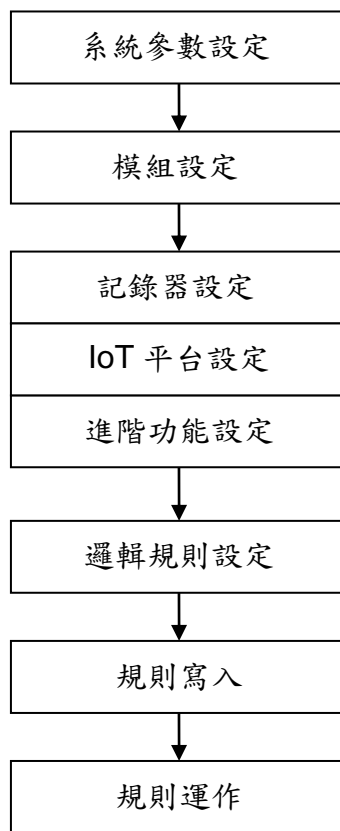 系統參數設定
模組設定
記錄器設定
IoT 平台設定
進階功能設定
邏輯規則設定
規則寫入
規則運作